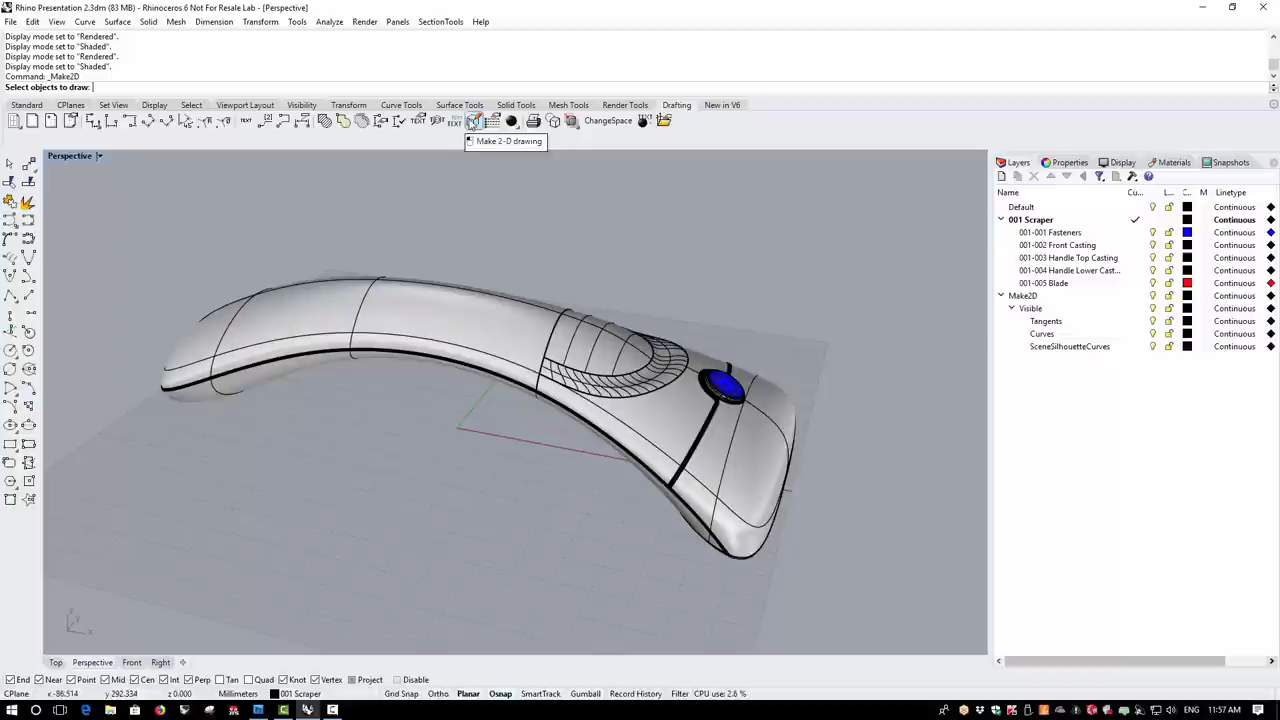 Rhino Presentation 2.3dm (83 MB) - Rhinoceros 6 Not For Resale Lab - [Perspective]
File Edit View Curve Surface Solid Mesh Dimension Transform Tools Analyze Render Panels SectionTools Help
Display mode set to "Rendered".
Display mode set to "Shaded".
Display mode set to "Rendered".
Display mode set to "Shaded".
Command: _Make2D
Select objects to draw:
Standard CPlanes Set View Display Select Viewport Layout Visibility Transform Curve Tools Surface Tools Solid Tools Mesh Tools Render Tools Drafting New in V6
ChangeSpace
Make 2-D drawing
Perspective
Layers Properties Display Materials Snapshots
Name Cu... L... C... M Linetype
Default Continuous
001 Scraper Continuous
001-001 Fasteners Continuous
001-002 Front Casting Continuous
001-003 Handle Top Casting Continuous
001-004 Handle Lower Cast... Continuous
001-005 Blade Continuous
Make2D Continuous
Visible Continuous
Tangents Continuous
Curves Continuous
SceneSilhouetteCurves Continuous
Top Perspective Front Right
End Near Point Mid Cen Int Perp Tan Quad Knot Vertex Project Disable
CPlane x -86.514 y 292.334 z 0.000 Millimeters 001 Scraper Grid Snap Ortho Planar Osnap SmartTrack Gumball Record History Filter CPU use: 2.6 %
ENG 11:57 AM